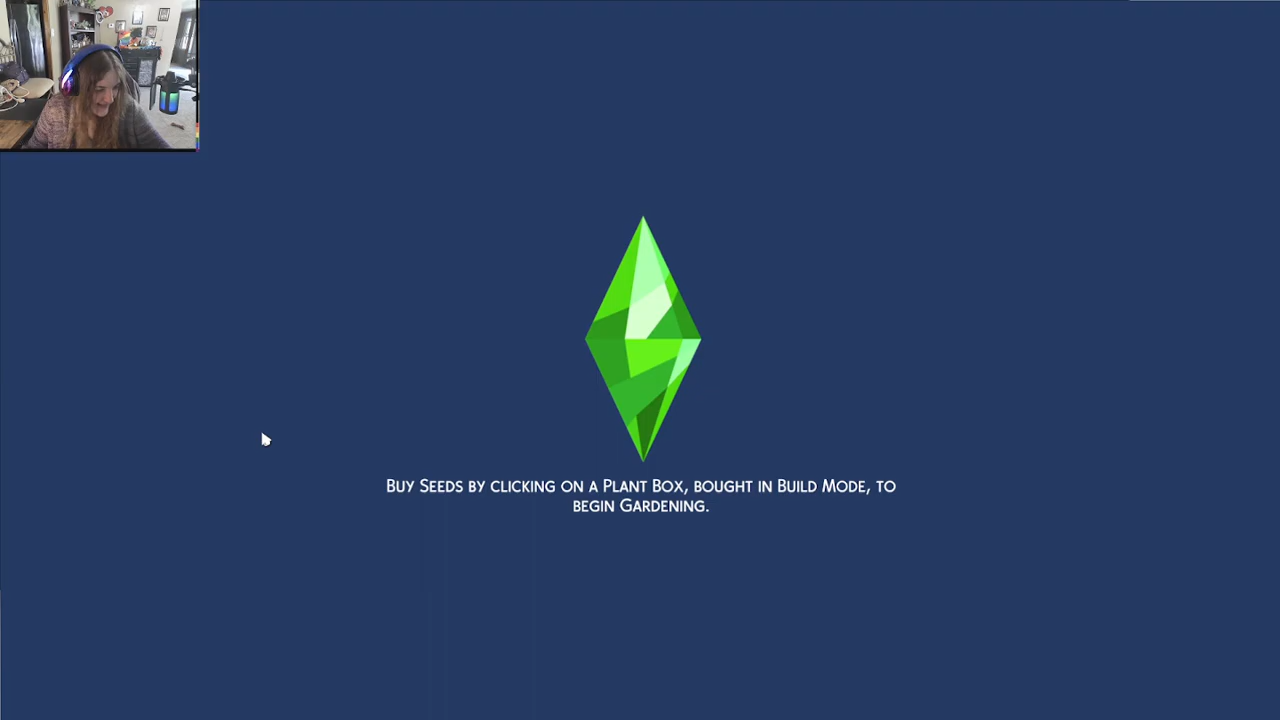 Buy Seeds by clicking on a Plant Box, bought in Build Mode, to
begin Gardening.